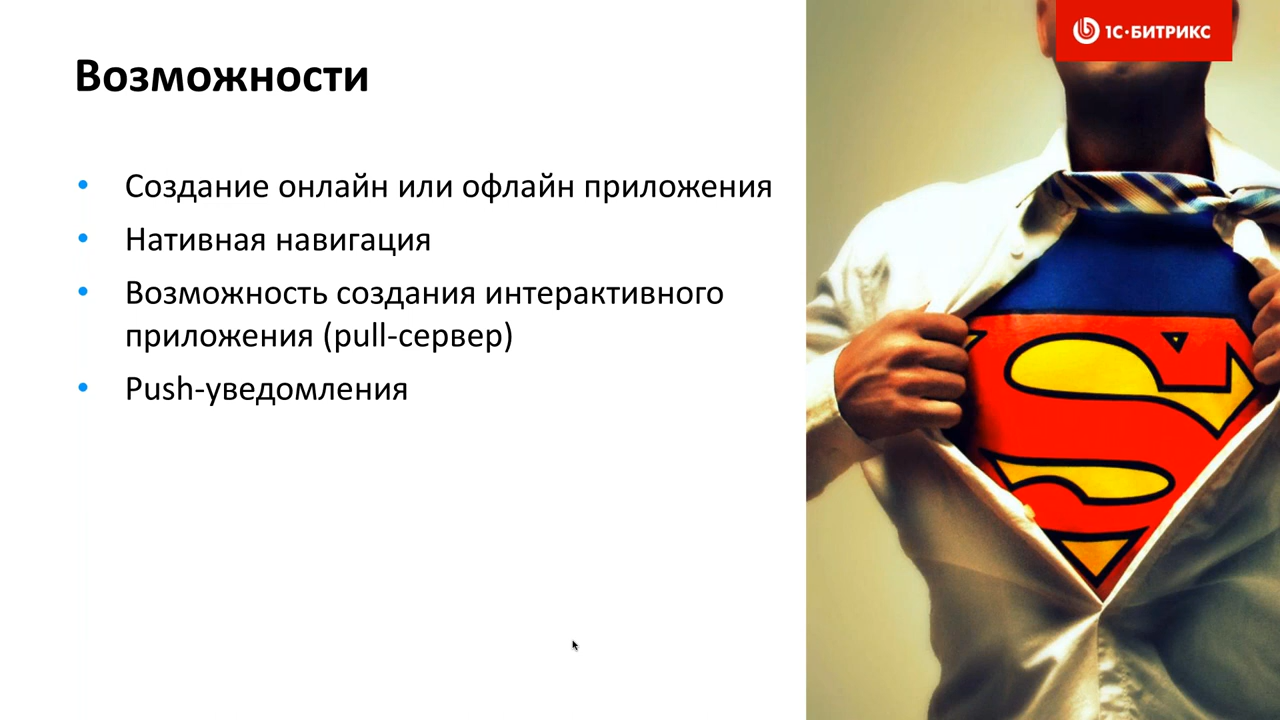 1С·БИТРИКС
Возможности
• Создание онлайн или офлайн приложения
• Нативная навигация
• Возможность создания интерактивного
приложения (pull-сервер)
• Push-уведомления